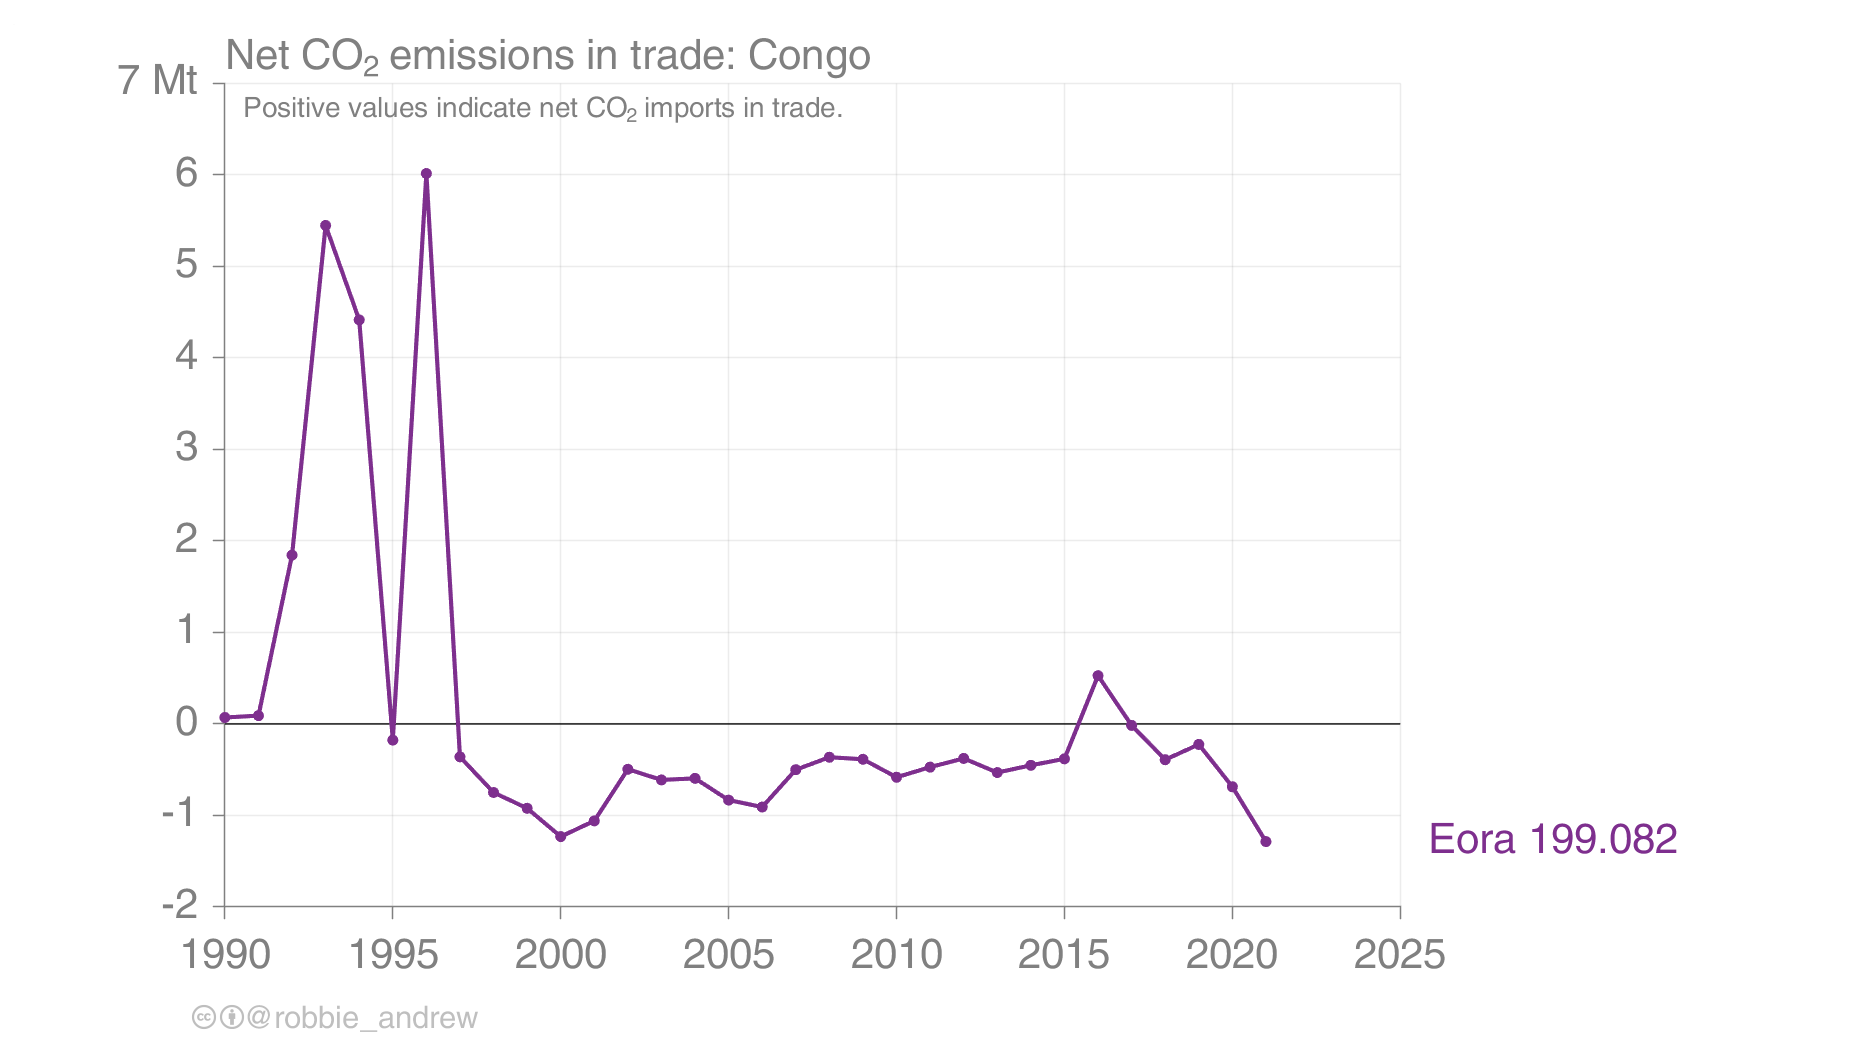 Net CO₂ emissions in trade: Congo
7 Mt
Positive values indicate net CO₂ imports in trade.
6
5
4
3
2
1
0
-1
Eora 199.082
-2
1990 1995 2000 2005 2010 2015 2020 2025
@robbie_andrew